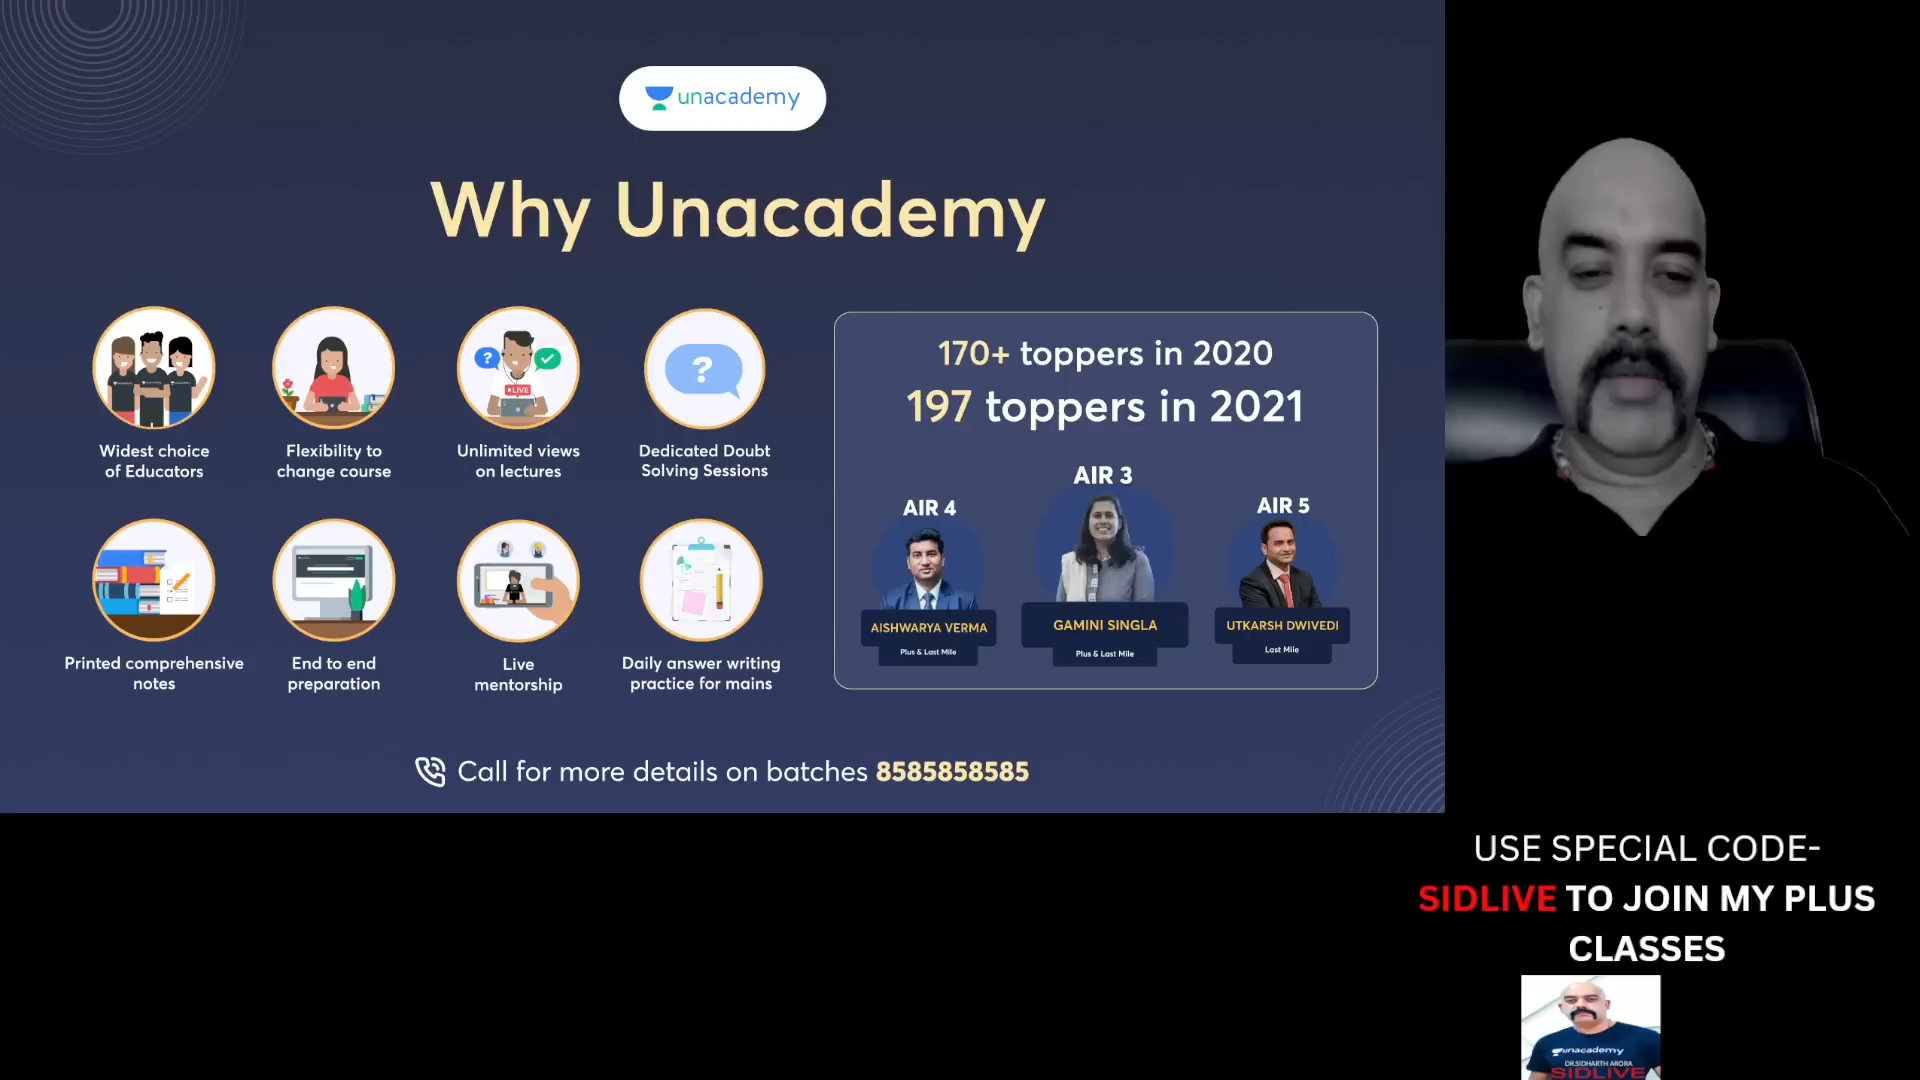 unacademy
Why Unacademy
Widest choice
of Educators
Flexibility to
change course
? LIVE
Unlimited views
on lectures
?
Dedicated Doubt
Solving Sessions
Printed comprehensive
notes
End to end
preparation
Live
mentorship
Daily answer writing
practice for mains
170+ toppers in 2020
197 toppers in 2021
AIR 4
AISHWARYA VERMA
Plus & Last Mile
AIR 3
GAMINI SINGLA
Plus & Last Mile
AIR 5
UTKARSH DWIVEDI
Last Mile
Call for more details on batches 8585858585
USE SPECIAL CODE-
SIDLIVE TO JOIN MY PLUS
CLASSES
unacademy
DR.SIDHARTH ARORA
SIDLIVE